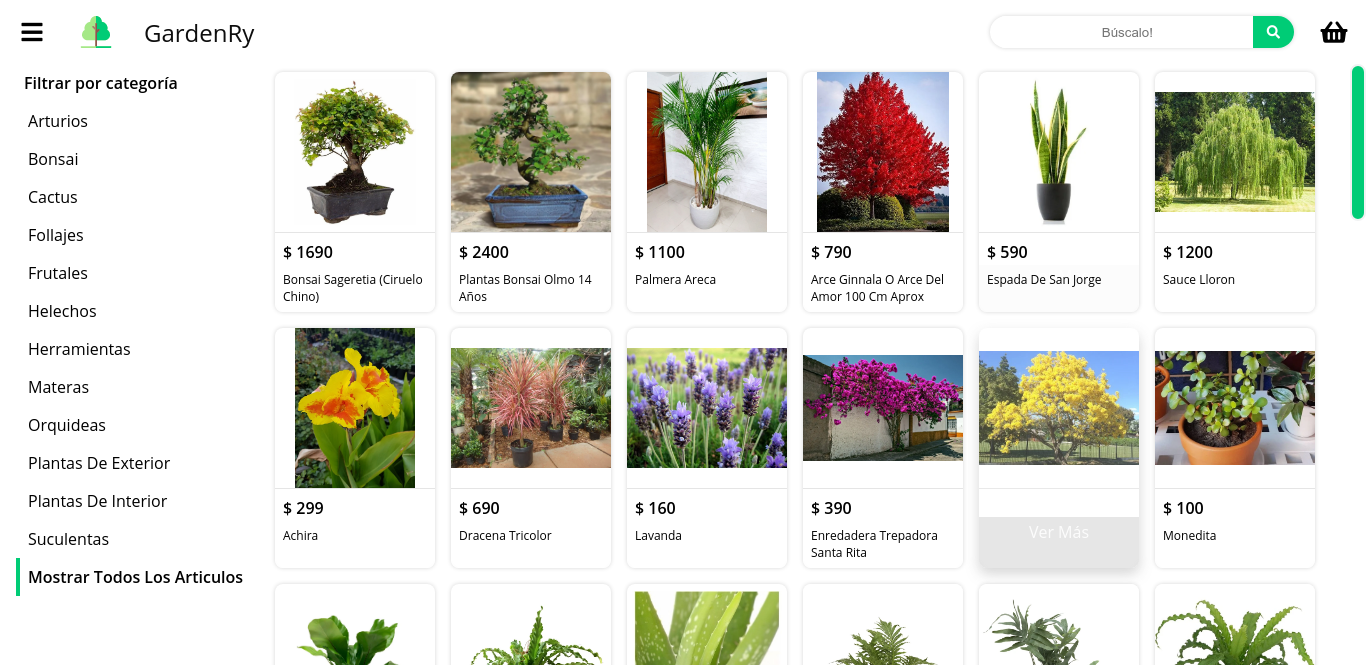 GardenRy
Búscalo!
Filtrar por categoría
Arturios
Bonsai
Cactus
Follajes
Frutales
Helechos
Herramientas
Materas
Orquideas
Plantas De Exterior
Plantas De Interior
Suculentas
Mostrar Todos Los Articulos
$ 1690
Bonsai Sageretia (Ciruelo
Chino)
$ 2400
Plantas Bonsai Olmo 14
Años
$ 1100
Palmera Areca
$ 790
Arce Ginnala O Arce Del
Amor 100 Cm Aprox
$ 590
Espada De San Jorge
$ 1200
Sauce Lloron
$ 299
Achira
$ 690
Dracena Tricolor
$ 160
Lavanda
$ 390
Enredadera Trepadora
Santa Rita
Ver Más
$ 100
Monedita